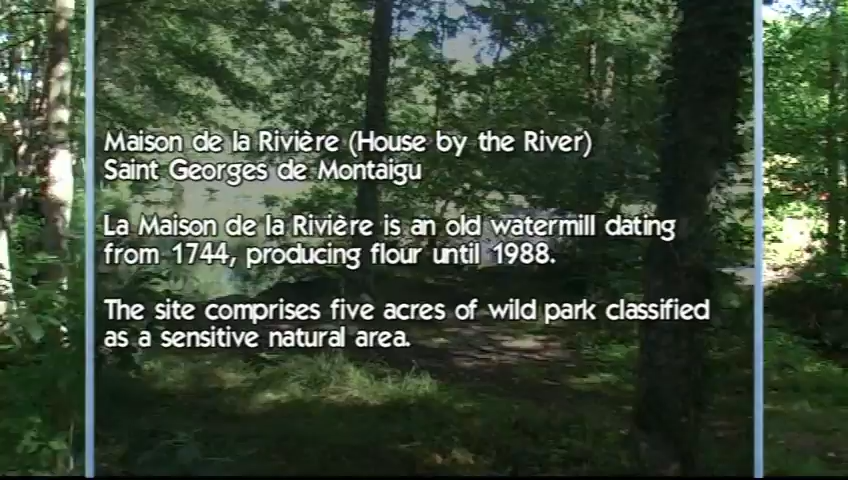 Maison de la Rivière (House by the River)
Saint Georges de Montaigu
La Maison de la Rivière is an old watermill dating
from 1744, producing flour until 1988.
The site comprises five acres of wild park classified
as a sensitive natural area.